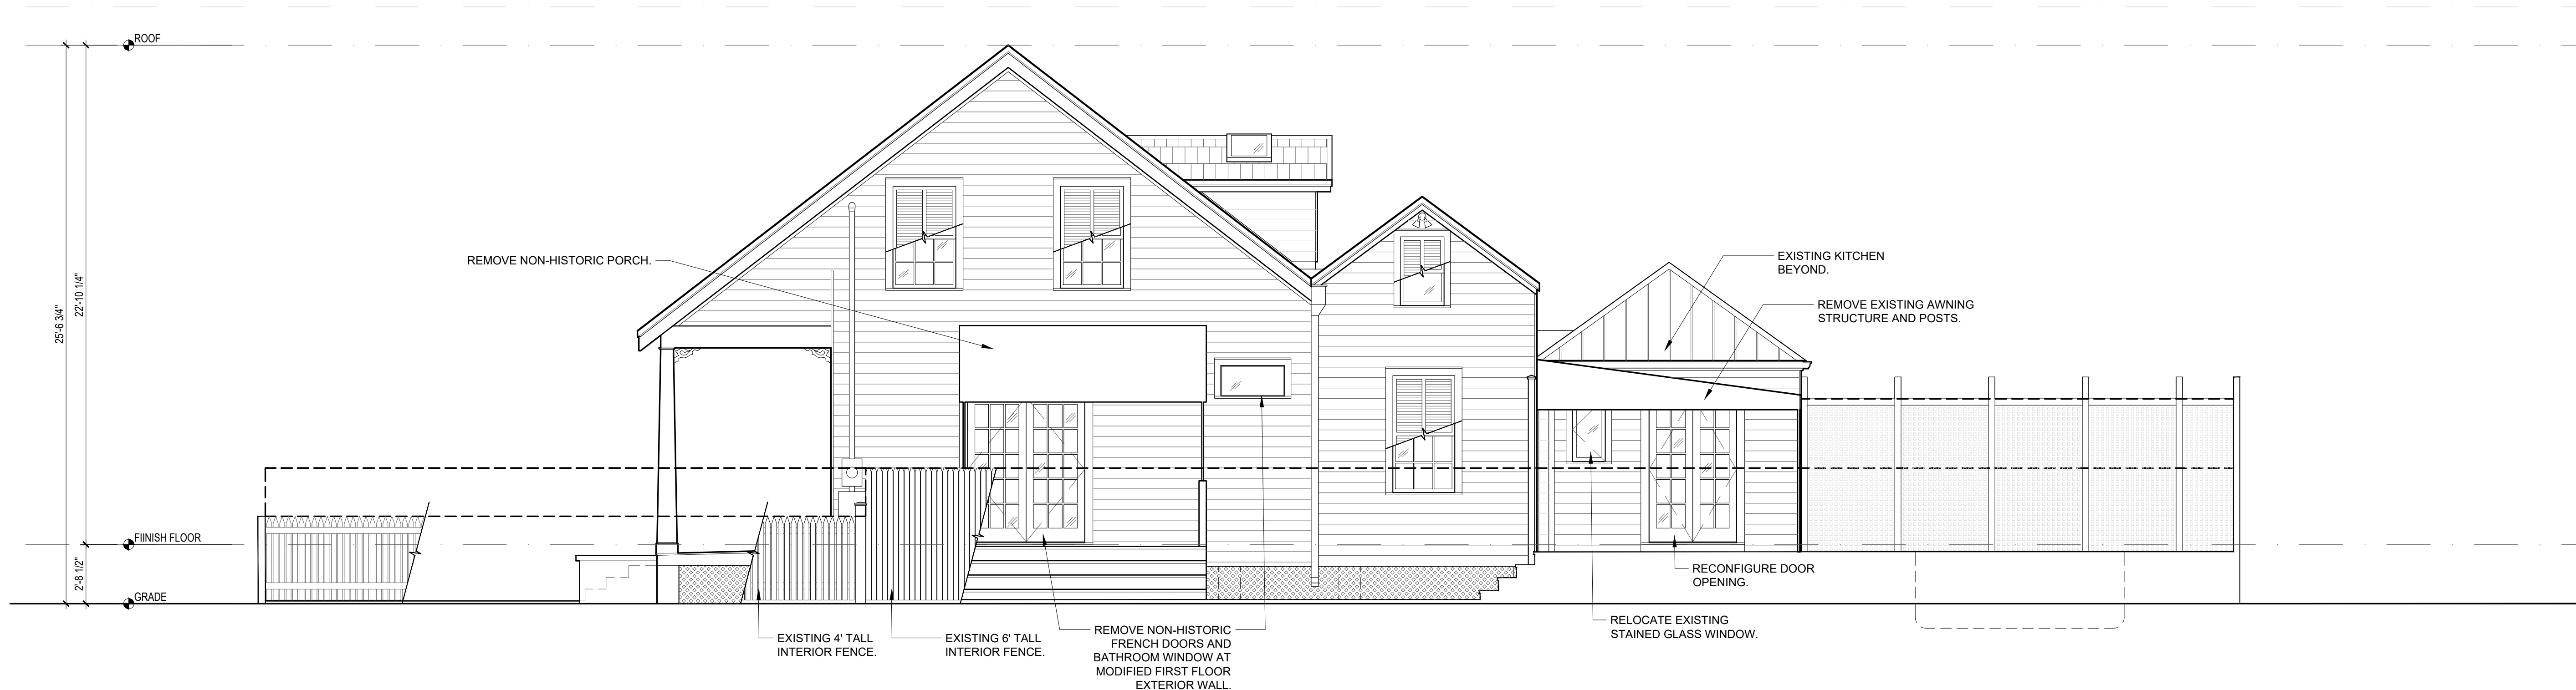 ROOF
25'-6 3/4"
22'-10 1/4"
REMOVE NON-HISTORIC PORCH.
EXISTING KITCHEN
BEYOND.
REMOVE EXISTING AWNING
STRUCTURE AND POSTS.
FIINISH FLOOR
2'-8 1/2"
GRADE
RECONFIGURE DOOR
OPENING.
RELOCATE EXISTING
STAINED GLASS WINDOW.
EXISTING 4' TALL
INTERIOR FENCE.
EXISTING 6' TALL
INTERIOR FENCE.
REMOVE NON-HISTORIC
FRENCH DOORS AND
BATHROOM WINDOW AT
MODIFIED FIRST FLOOR
EXTERIOR WALL.